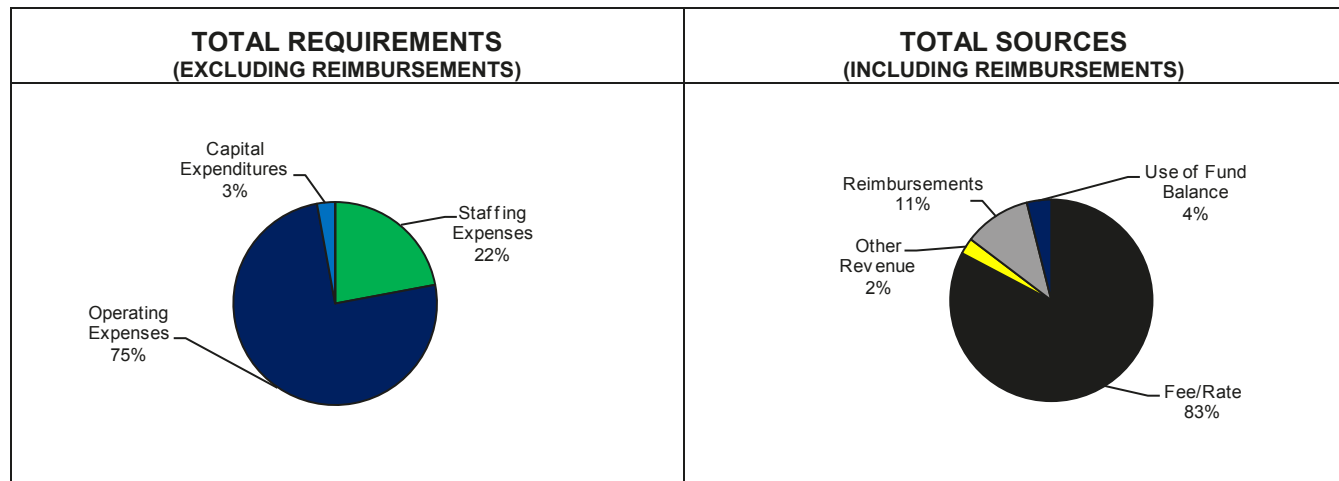 TOTAL REQUIREMENTS
(EXCLUDING REIMBURSEMENTS)
Capital
Expenditures
3%
Staffing
Expenses
22%
Operating
Expenses
75%
TOTAL SOURCES
(INCLUDING REIMBURSEMENTS)
Use of Fund
Balance
4%
Reimbursements
11%
Other
Revenue
2%
Fee/Rate
83%